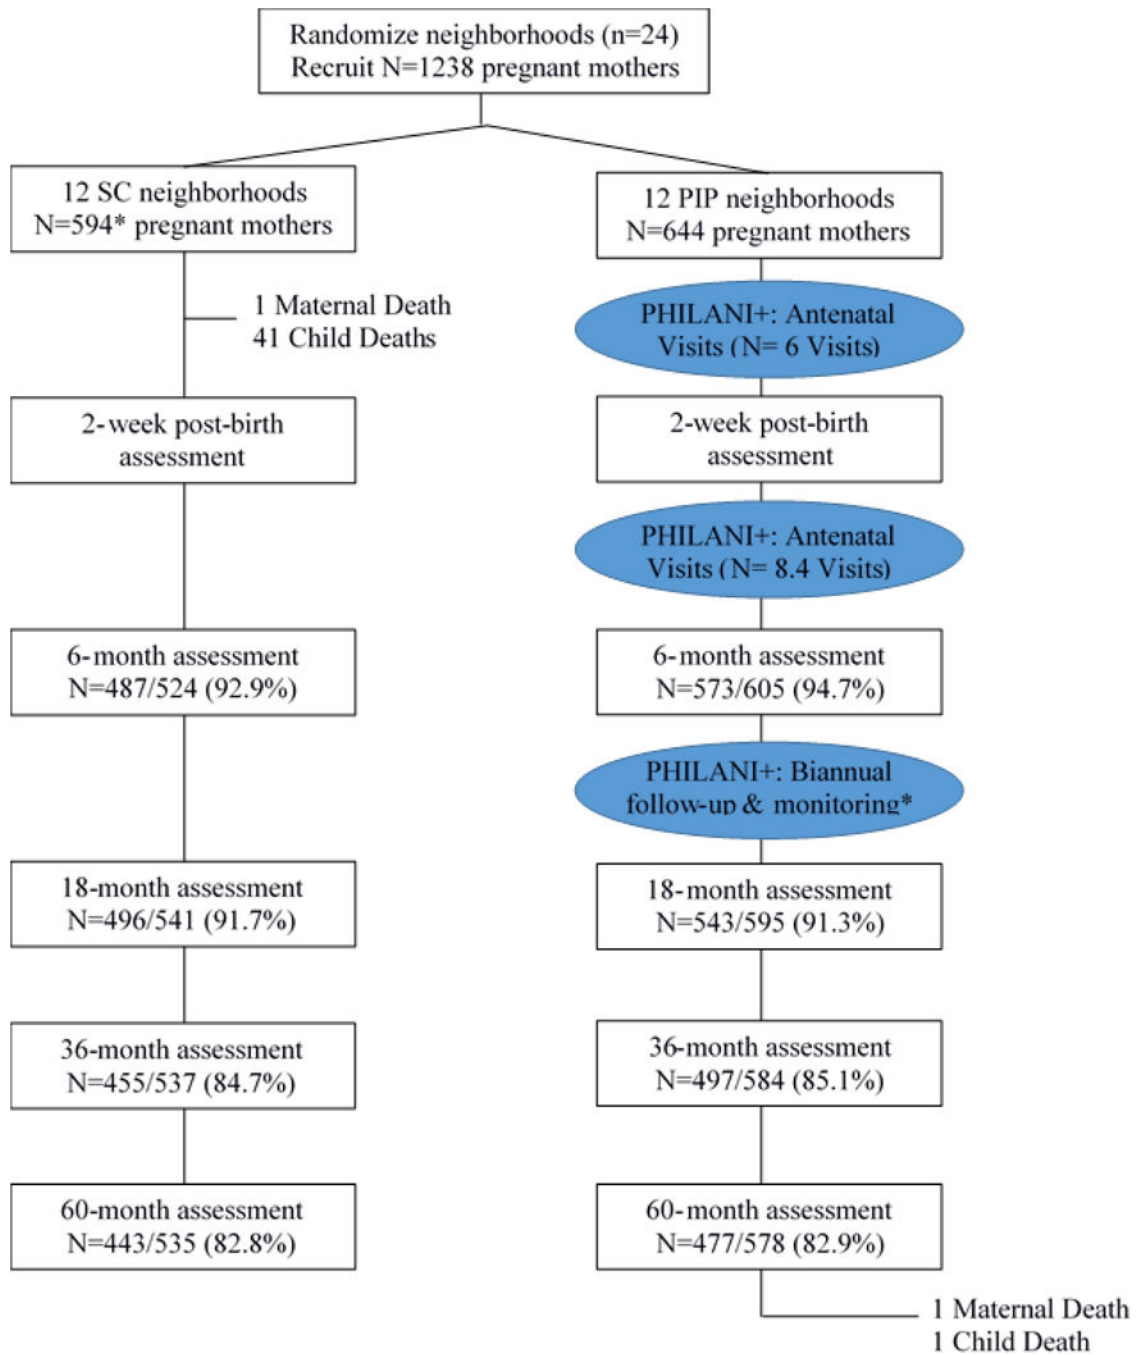 Randomize neighborhoods (n=24)
Recruit N=1238 pregnant mothers
12 SC neighborhoods
N=594* pregnant mothers
1 Maternal Death
41 Child Deaths
2-week post-birth
assessment
6-month assessment
N=487/524 (92.9%)
18-month assessment
N=496/541 (91.7%)
36-month assessment
N=455/537 (84.7%)
60-month assessment
N=443/535 (82.8%)
12 PIP neighborhoods
N=644 pregnant mothers
PHILANI+: Antenatal
Visits (N= 6 Visits)
2-week post-birth
assessment
PHILANI+: Antenatal
Visits (N= 8.4 Visits)
6-month assessment
N=573/605 (94.7%)
PHILANI+: Biannual
follow-up & monitoring*
18-month assessment
N=543/595 (91.3%)
36-month assessment
N=497/584 (85.1%)
60-month assessment
N=477/578 (82.9%)
1 Maternal Death
1 Child Death